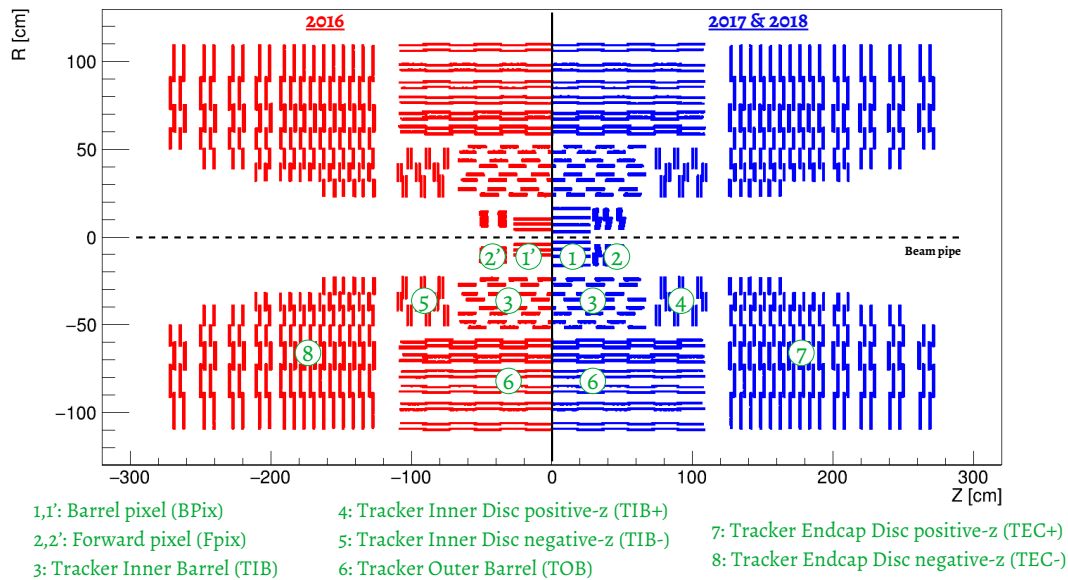 2016
2017 & 2018
R [cm]
100
50
0
−50
−100
Beam pipe
2' 1' 1 2
5 3 3 4
8 7
6 6
−300 −200 −100 0 100 200 300
Z [cm]
1,1': Barrel pixel (BPix)
2,2': Forward pixel (Fpix)
3: Tracker Inner Barrel (TIB)
4: Tracker Inner Disc positive-z (TIB+)
5: Tracker Inner Disc negative-z (TIB-)
6: Tracker Outer Barrel (TOB)
7: Tracker Endcap Disc positive-z (TEC+)
8: Tracker Endcap Disc negative-z (TEC-)